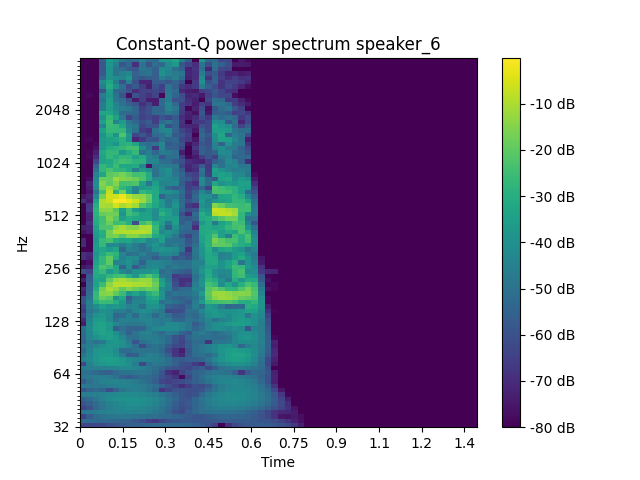 Constant-Q power spectrum speaker_6
Hz
2048
1024
512
256
128
64
32
0 0.15 0.3 0.45 0.6 0.75 0.9 1.1 1.2 1.4
Time
-10 dB
-20 dB
-30 dB
-40 dB
-50 dB
-60 dB
-70 dB
-80 dB